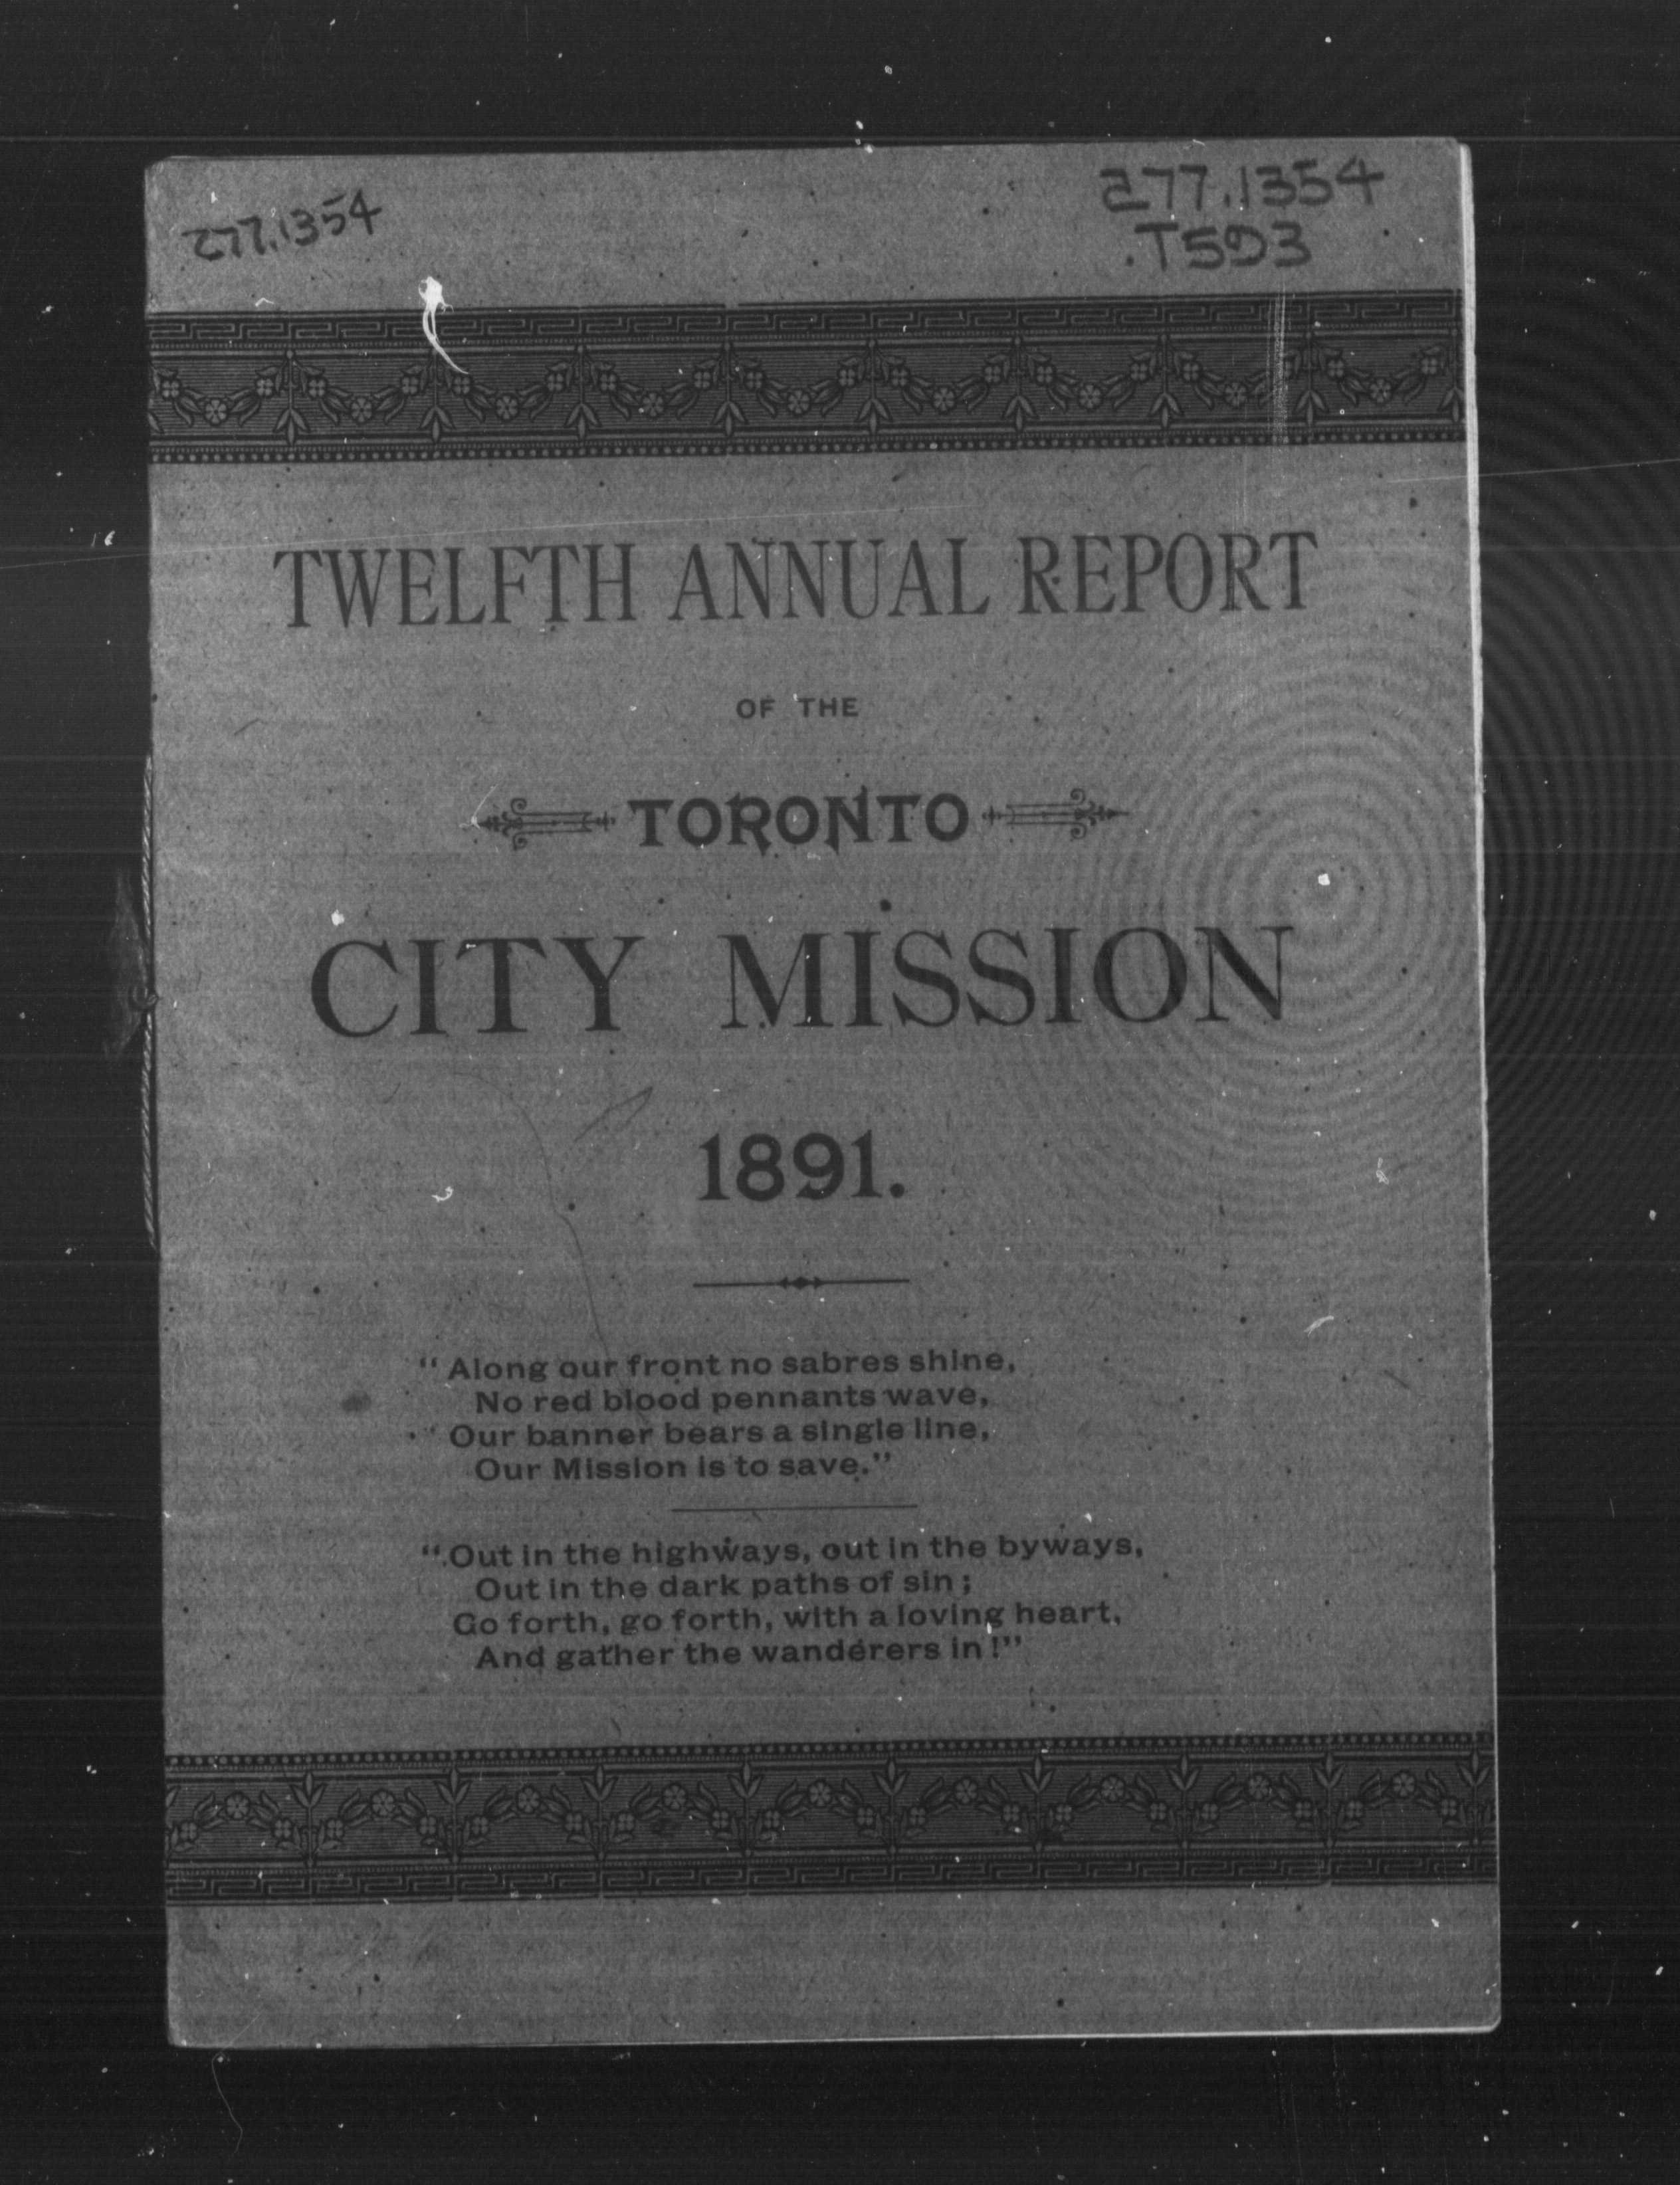 277.1354
277.1354
.T593
TWELFTH ANNUAL REPORT
OF THE
TORONTO
CITY MISSION
1891.
" Along our front no sabres shine,
No red blood pennants wave,
" Our banner bears a single line,
Our Mission is to save."
"Out in the highways, out in the byways,
Out in the dark paths of sin ;
Go forth, go forth, with a loving heart,
And gather the wanderers in !"